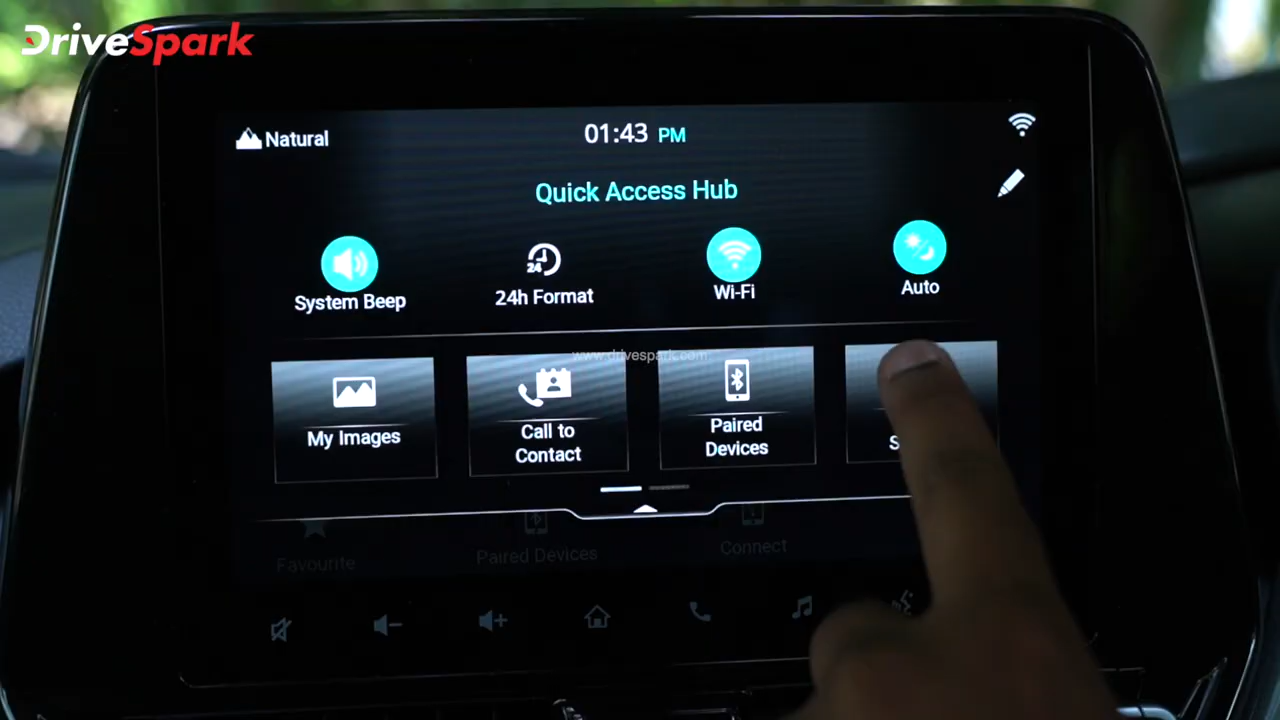 DriveSpark
Natural
01:43 PM
Quick Access Hub
System Beep
24
24h Format
Wi-Fi
Auto
www.drivespark.com
My Images
Call to
Contact
Paired
Devices
Favourite
Paired Devices
Connect